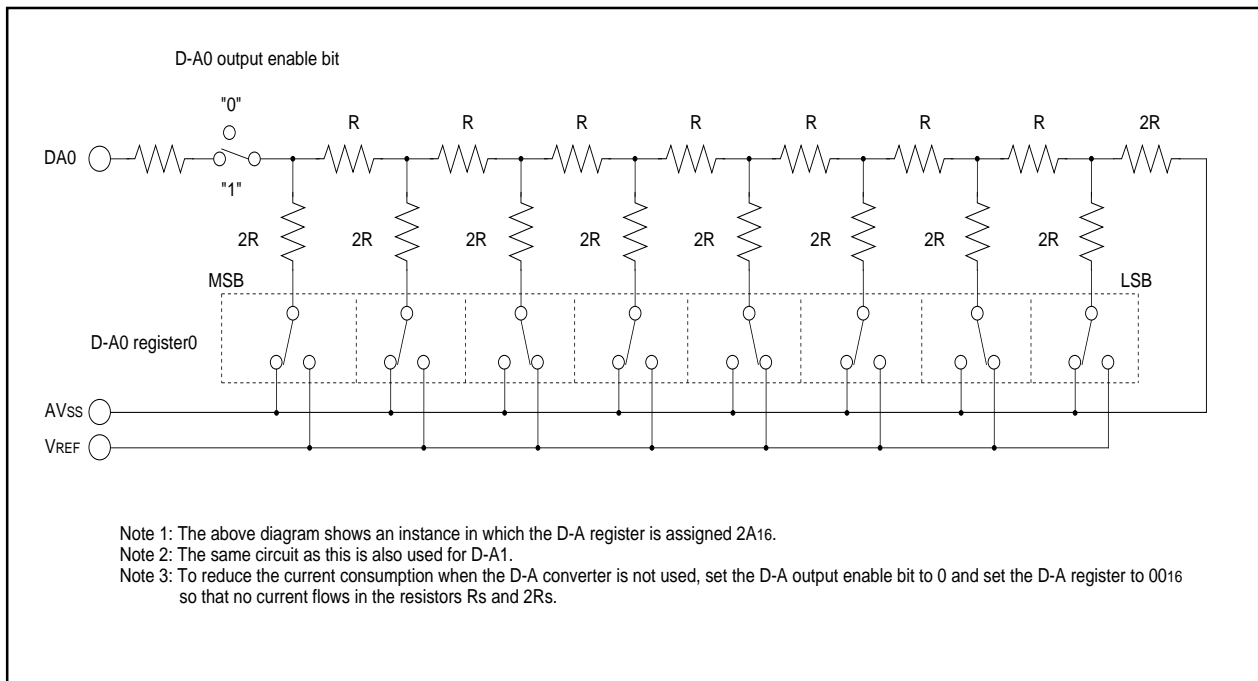 D-A0 output enable bit
"0"
R R R R R R R 2R
DA0
"1"
2R 2R 2R 2R 2R 2R 2R 2R
MSB LSB
D-A0 register0
AVSS
VREF
Note 1: The above diagram shows an instance in which the D-A register is assigned 2A16.
Note 2: The same circuit as this is also used for D-A1.
Note 3: To reduce the current consumption when the D-A converter is not used, set the D-A output enable bit to 0 and set the D-A register to 0016
so that no current flows in the resistors Rs and 2Rs.